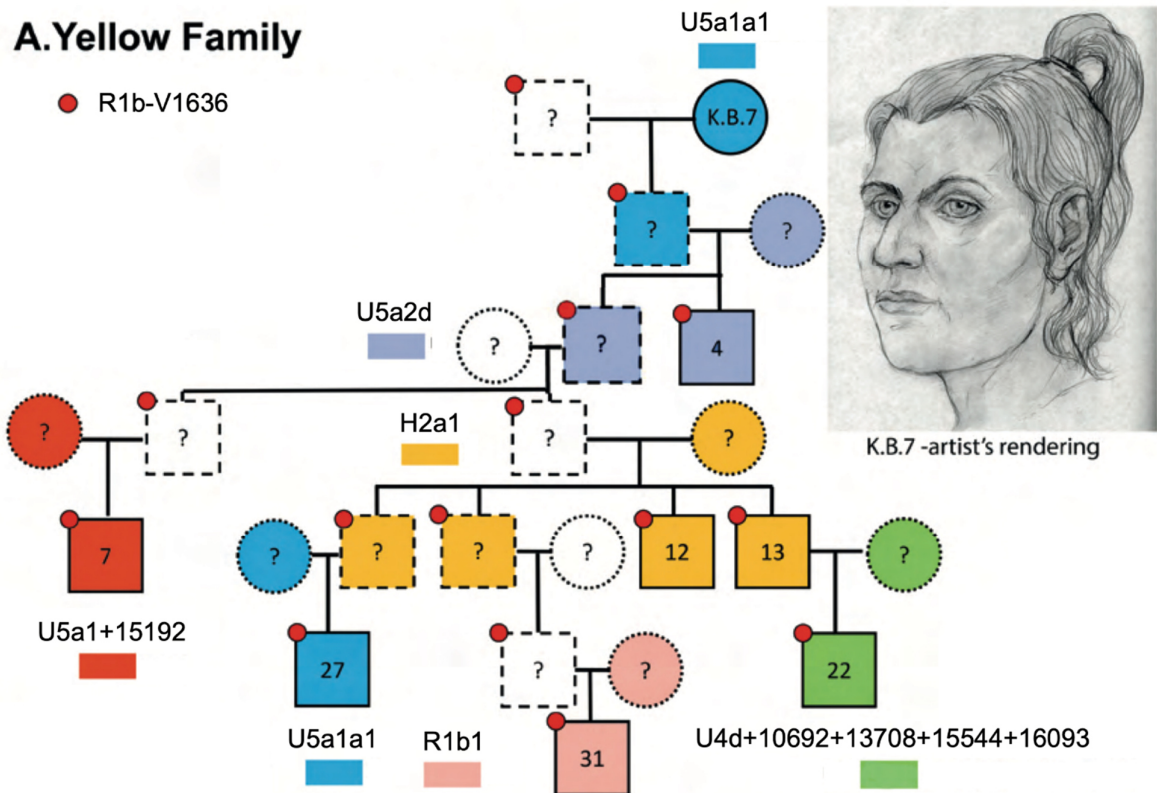 A.Yellow Family
U5a1a1
R1b-V1636
?
K.B.7
?
?
U5a2d
?
?
4
H2a1
?
?
?
?
K.B.7 -artist's rendering
7
?
?
?
?
12
13
?
U5a1+15192
27
?
?
22
U5a1a1
R1b1
U4d+10692+13708+15544+16093
31